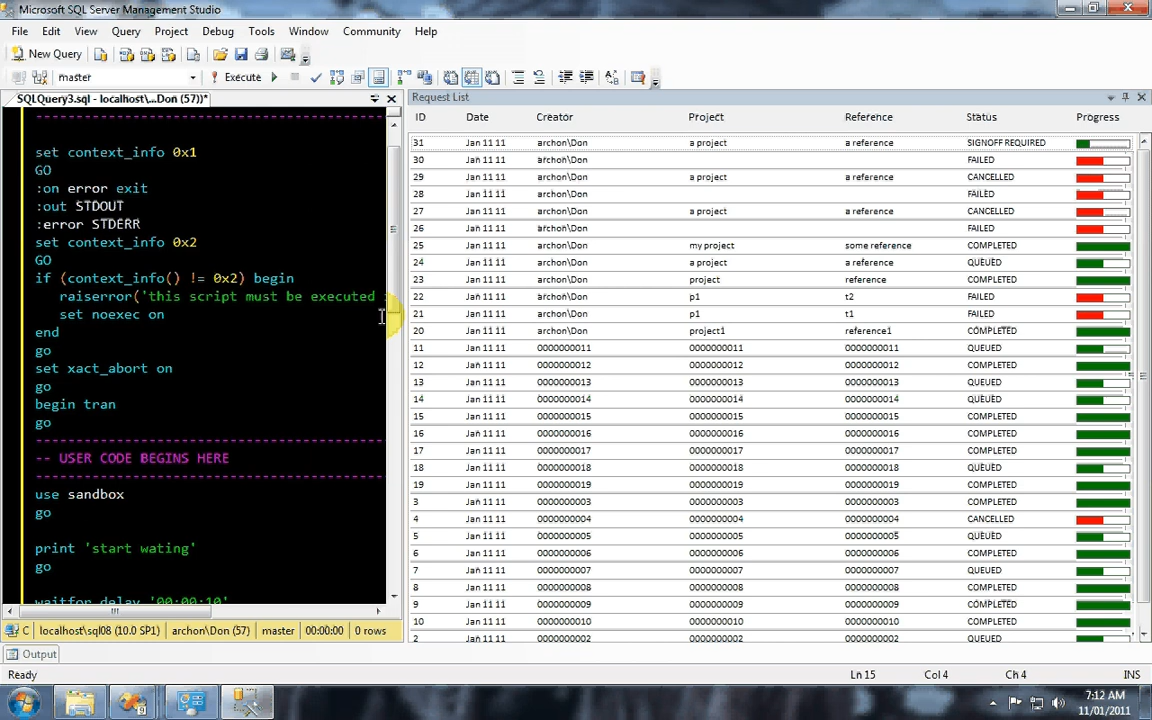 Microsoft SQL Server Management Studio
File Edit View Query Project Debug Tools Window Community Help
New Query
master Execute
SQLQuery3.sql - localhost\...Don (57))*
Request List
ID Date Creator Project Reference Status Progress
set context_info 0x1
GO
:on error exit
:out STDOUT
:error STDERR
set context_info 0x2
GO
if (context_info() != 0x2) begin
raiserror('this script must be executed
set noexec on
end
go
set xact_abort on
go
begin tran
go
-- USER CODE BEGINS HERE
use sandbox
go
print 'start wating'
go
waitfor delay '00:00:10'
31 Jan 11 11 archon\Don a project a reference SIGNOFF REQUIRED
30 Jan 11 11 archon\Don FAILED
29 Jan 11 11 archon\Don a project a reference CANCELLED
28 Jan 11 11 archon\Don FAILED
27 Jan 11 11 archon\Don a project a reference CANCELLED
26 Jan 11 11 archon\Don FAILED
25 Jan 11 11 archon\Don my project some reference COMPLETED
24 Jan 11 11 archon\Don a project a reference QUEUED
23 Jan 11 11 archon\Don project reference COMPLETED
22 Jan 11 11 archon\Don p1 t2 FAILED
21 Jan 11 11 archon\Don p1 t1 FAILED
20 Jan 11 11 archon\Don project1 reference1 COMPLETED
11 Jan 11 11 0000000011 0000000011 0000000011 QUEUED
12 Jan 11 11 0000000012 0000000012 0000000012 COMPLETED
13 Jan 11 11 0000000013 0000000013 0000000013 QUEUED
14 Jan 11 11 0000000014 0000000014 0000000014 QUEUED
15 Jan 11 11 0000000015 0000000015 0000000015 COMPLETED
16 Jan 11 11 0000000016 0000000016 0000000016 COMPLETED
17 Jan 11 11 0000000017 0000000017 0000000017 COMPLETED
18 Jan 11 11 0000000018 0000000018 0000000018 QUEUED
19 Jan 11 11 0000000019 0000000019 0000000019 COMPLETED
3 Jan 11 11 0000000003 0000000003 0000000003 COMPLETED
4 Jan 11 11 0000000004 0000000004 0000000004 CANCELLED
5 Jan 11 11 0000000005 0000000005 0000000005 QUEUED
6 Jan 11 11 0000000006 0000000006 0000000006 COMPLETED
7 Jan 11 11 0000000007 0000000007 0000000007 QUEUED
8 Jan 11 11 0000000008 0000000008 0000000008 COMPLETED
9 Jan 11 11 0000000009 0000000009 0000000009 COMPLETED
10 Jan 11 11 0000000010 0000000010 0000000010 COMPLETED
2 Jan 11 11 0000000002 0000000002 0000000002 QUEUED
C localhost\sql08 (10.0 SP1) archon\Don (57) master 00:00:00 0 rows
Output
Ready Ln 15 Col 4 Ch 4 INS
7:12 AM
11/01/2011